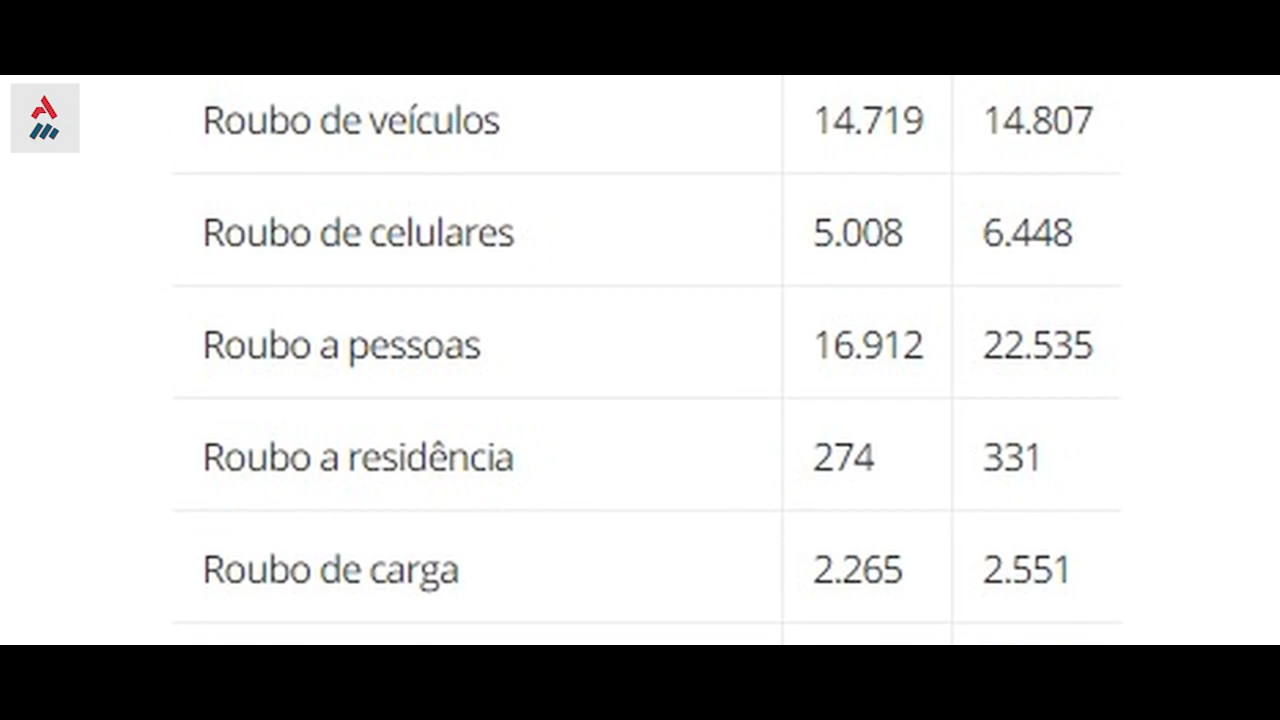 Roubo de veículos 14.719 14.807
Roubo de celulares 5.008 6.448
Roubo a pessoas 16.912 22.535
Roubo a residência 274 331
Roubo de carga 2.265 2.551